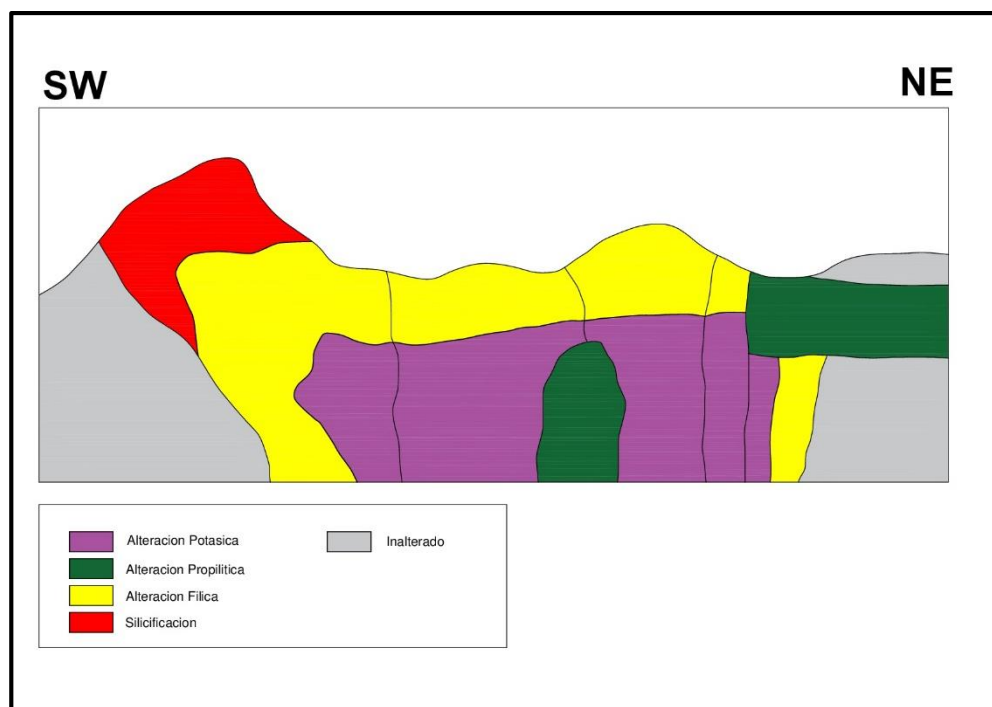 SW NE
Alteracion Potasica
Inalterado
Alteracion Propilitica
Alteracion Filica
Silicificacion